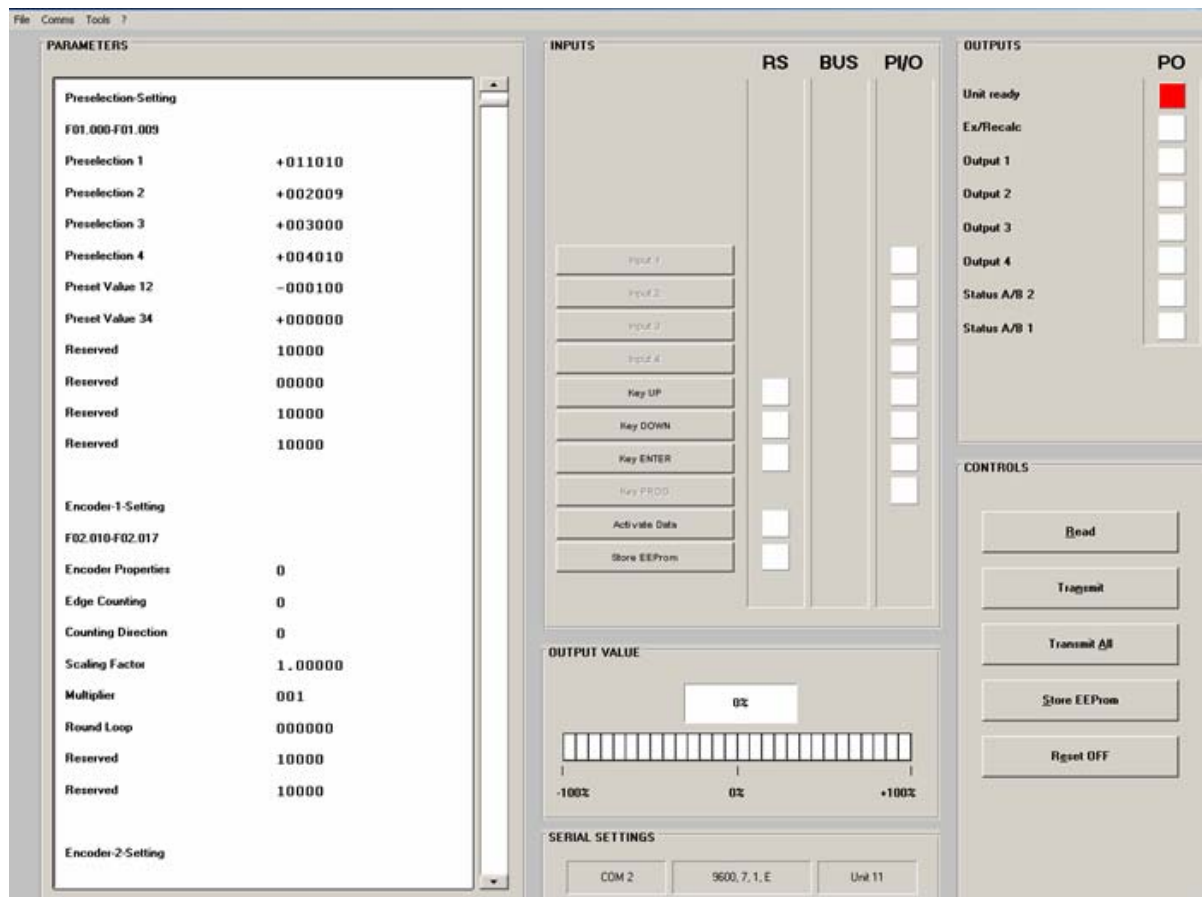 File Comms Tools ?
PARAMETERS
Preselection-Setting
F01.000-F01.009
Preselection 1 +011010
Preselection 2 +002009
Preselection 3 +003000
Preselection 4 +004010
Preset Value 12 -000100
Preset Value 34 +000000
Reserved 10000
Reserved 00000
Reserved 10000
Reserved 10000
Encoder-1-Setting
F02.010-F02.017
Encoder Properties 0
Edge Counting 0
Counting Direction 0
Scaling Factor 1.00000
Multiplier 001
Round Loop 000000
Reserved 10000
Reserved 10000
Encoder-2-Setting
INPUTS
RS BUS PI/O
Input 1
Input 2
Input 3
Input 4
Key UP
Key DOWN
Key ENTER
Key PROG
Activate Data
Store EEProm
OUTPUT VALUE
0%
-100% 0% +100%
SERIAL SETTINGS
COM 2 9600, 7, 1, E Unit 11
OUTPUTS
PO
Unit ready
Ex/Recalc
Output 1
Output 2
Output 3
Output 4
Status A/B 2
Status A/B 1
CONTROLS
Read
Transmit
Transmit All
Store EEProm
Reset OFF